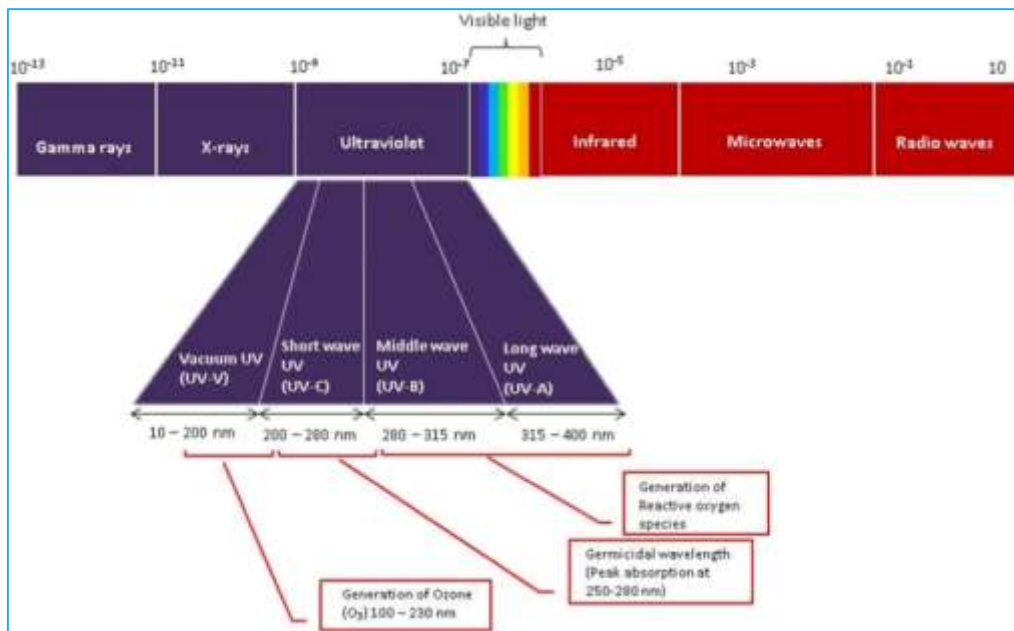 Visible light
10-13 10-11 10-9 10-7 10-5 10-3 10-1 10
Gamma rays X-rays Ultraviolet Infrared Microwaves Radio waves
Vacuum UV
(UV-V)
Short wave
UV
(UV-C)
Middle wave
UV
(UV-B)
Long wave
UV
(UV-A)
10 – 200 nm 200 – 280 nm 280 – 315 nm 315 – 400 nm
Generation of
Reactive oxygen
species
Germicidal wavelength
(Peak absorption at
250-280 nm)
Generation of Ozone
(O3) 100 – 230 nm